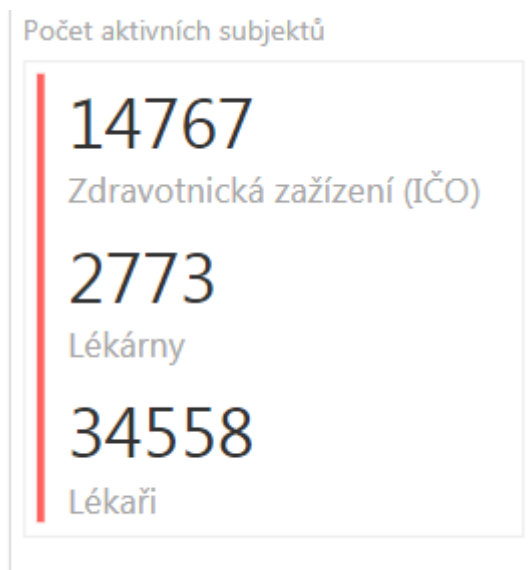 Počet aktivních subjektů
14767
Zdravotnická zažízení (IČO)
2773
Lékárny
34558
Lékaři